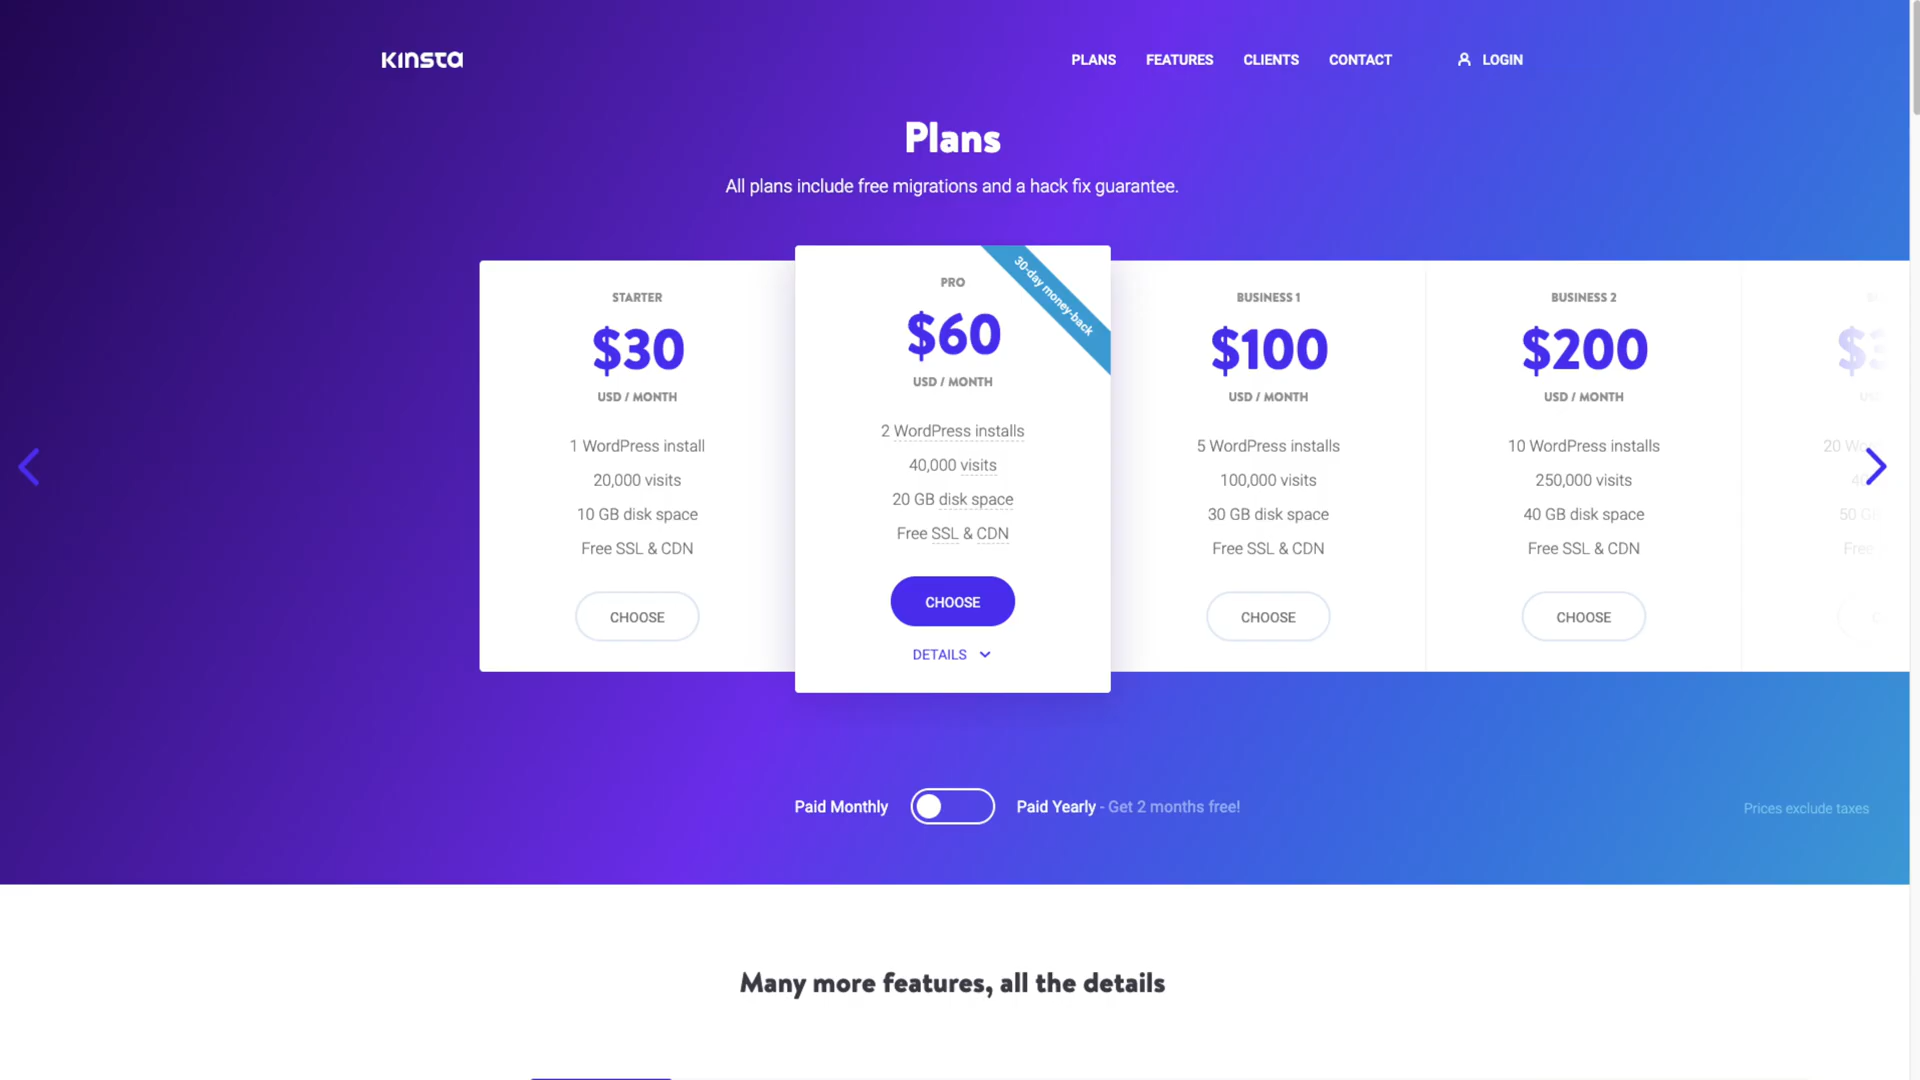 KINSTA
PLANS FEATURES CLIENTS CONTACT LOGIN
Plans
All plans include free migrations and a hack fix guarantee.
STARTER
$30
USD / MONTH
1 WordPress install
20,000 visits
10 GB disk space
Free SSL & CDN
CHOOSE
30-day money-back
PRO
$60
USD / MONTH
2 WordPress installs
40,000 visits
20 GB disk space
Free SSL & CDN
CHOOSE
DETAILS
BUSINESS 1
$100
USD / MONTH
5 WordPress installs
100,000 visits
30 GB disk space
Free SSL & CDN
CHOOSE
BUSINESS 2
$200
USD / MONTH
10 WordPress installs
250,000 visits
40 GB disk space
Free SSL & CDN
CHOOSE
20
50 GB
Free
Paid Monthly Paid Yearly - Get 2 months free!
Prices exclude taxes
Many more features, all the details